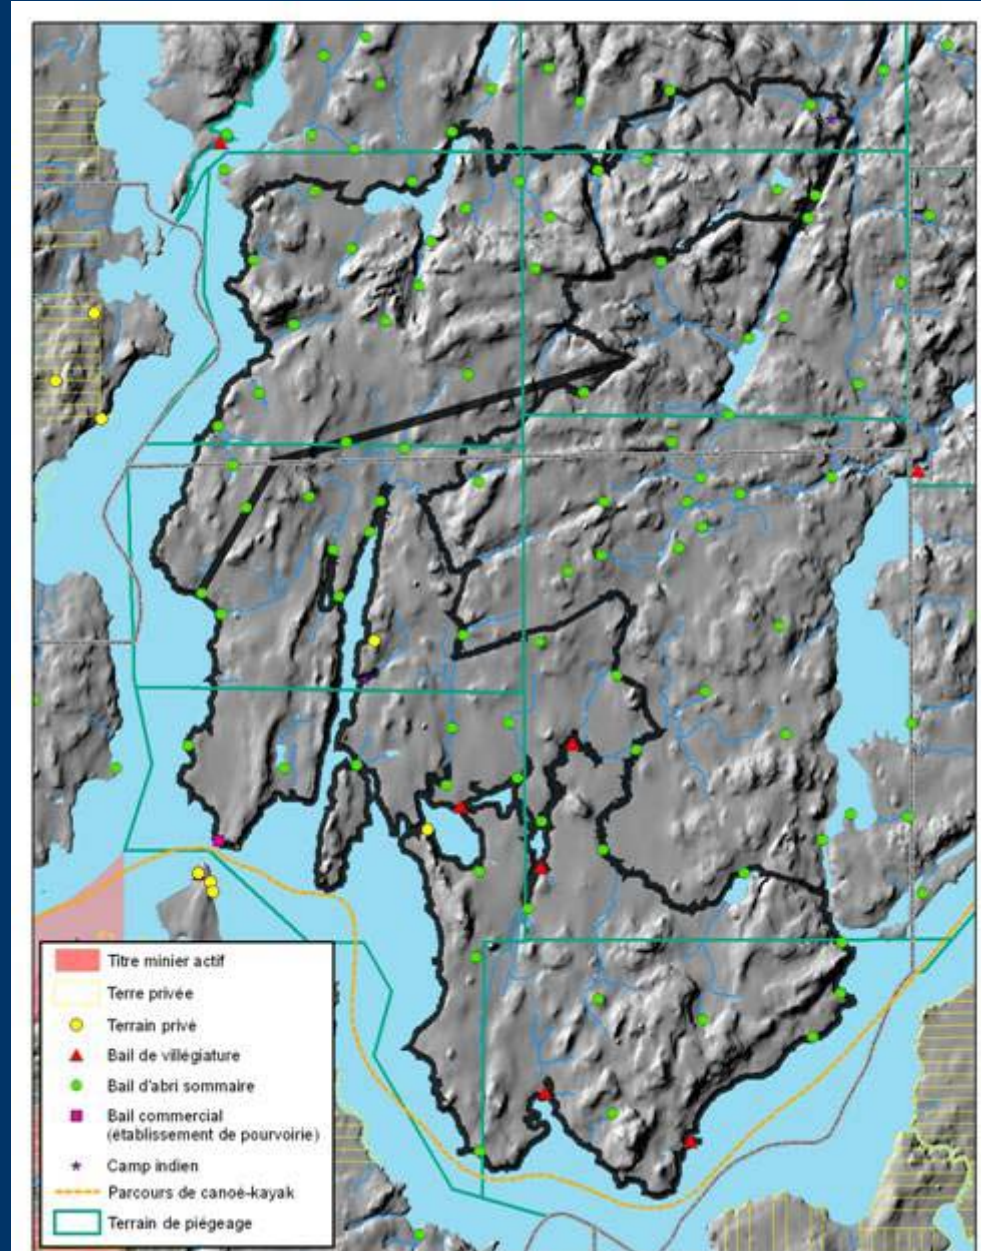 Titre minier actif
Terre privée
Terrain privé
Bail de villégiature
Bail d'abri sommaire
Bail commercial
(établissement de pourvoirie)
Camp indien
Parcours de canoë-kayak
Terrain de piégeage